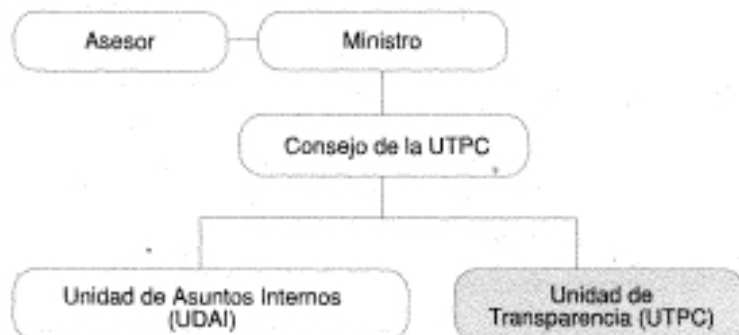 Asesor
Ministro
Consejo de la UTPC
Unidad de Asuntos Internos
(UDAI)
Unidad de
Transparencia (UTPC)